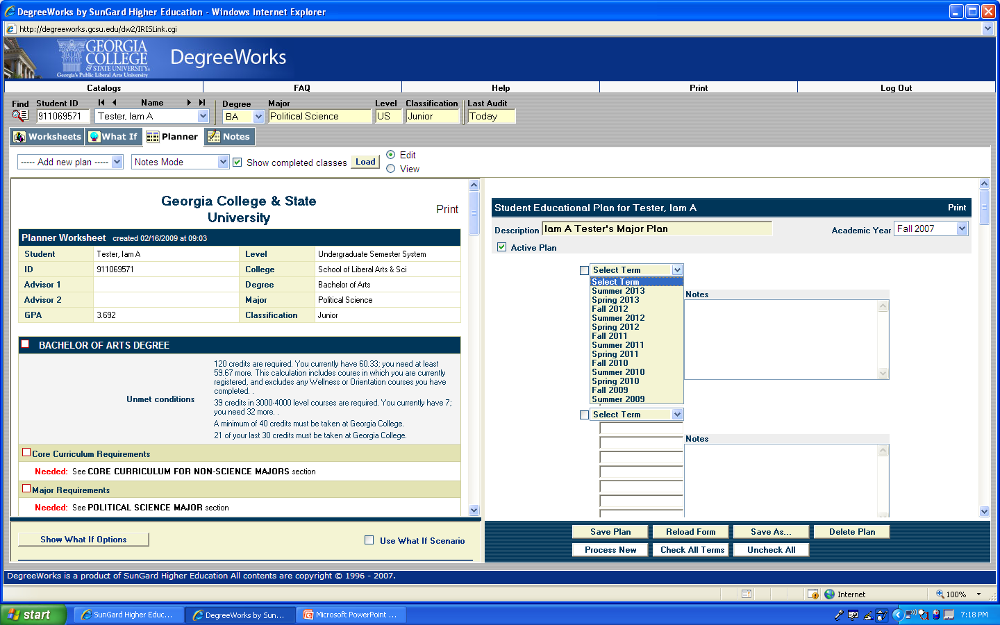 DegreeWorks by SunGard Higher Education - Windows Internet Explorer
http://degreeworks.gcsu.edu/dw2/IRISLink.cgi
GEORGIA
COLLEGE
& STATE
UNIVERSITY
Georgia's Public Liberal Arts University
DegreeWorks
Catalogs FAQ Help Print Log Out
Find Student ID Name Degree Major Level Classification Last Audit
911069571 Tester, Iam A BA Political Science US Junior Today
Worksheets What If Planner Notes
----- Add new plan ----- Notes Mode Show completed classes Load Edit
View
Georgia College & State
University
Print
Planner Worksheet created 02/16/2009 at 09:03
Student Tester, Iam A Level Undergraduate Semester System
ID 911069571 College School of Liberal Arts & Sci
Advisor 1 Degree Bachelor of Arts
Advisor 2 Major Political Science
GPA 3.692 Classification Junior
BACHELOR OF ARTS DEGREE
Unmet conditions
120 credits are required. You currently have 60.33; you need at least
59.67 more. This calculation includes coures in which you are currently
registered, and excludes any Wellness or Orientation courses you have
completed. .
39 credits in 3000-4000 level courses are required. You currently have 7;
you need 32 more. .
A minimum of 40 credits must be taken at Georgia College.
21 of your last 30 credits must be taken at Georgia College.
Core Curriculum Requirements
Needed: See CORE CURRICULUM FOR NON-SCIENCE MAJORS section
Major Requirements
Needed: See POLITICAL SCIENCE MAJOR section
Show What If Options Use What If Scenario
Student Educational Plan for Tester, Iam A Print
Description Iam A Tester's Major Plan Academic Year Fall 2007
Active Plan
Select Term
Select Term
Summer 2013
Spring 2013
Fall 2012
Summer 2012
Spring 2012
Fall 2011
Summer 2011
Spring 2011
Fall 2010
Summer 2010
Spring 2010
Fall 2009
Summer 2009
Notes
Select Term
Notes
Save Plan Reload Form Save As... Delete Plan
Process New Check All Terms Uncheck All
DegreeWorks is a product of SunGard Higher Education All contents are copyright © 1996 - 2007.
Internet 100%
start SunGard Higher Educ... DegreeWorks by Sun... Microsoft PowerPoint ... 7:18 PM